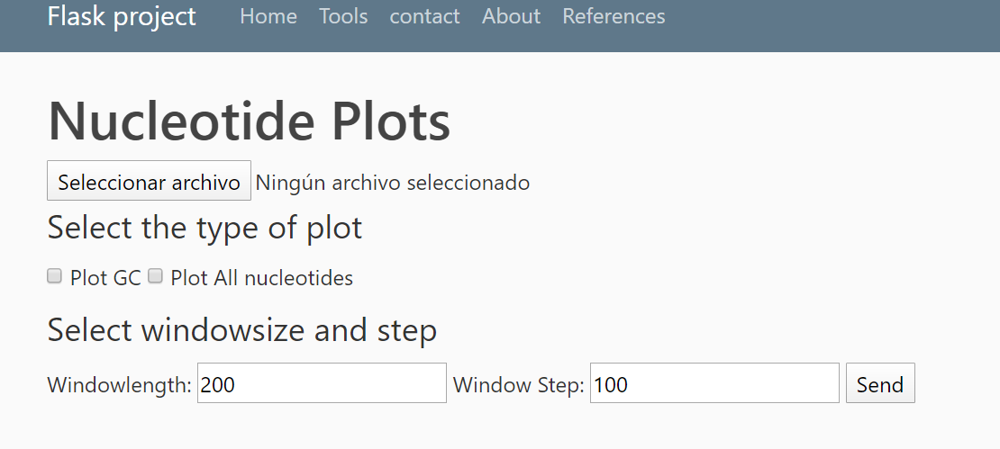 Flask project Home Tools contact About References
Nucleotide Plots
Seleccionar archivo Ningún archivo seleccionado
Select the type of plot
Plot GC Plot All nucleotides
Select windowsize and step
Windowlength: 200 Window Step: 100 Send